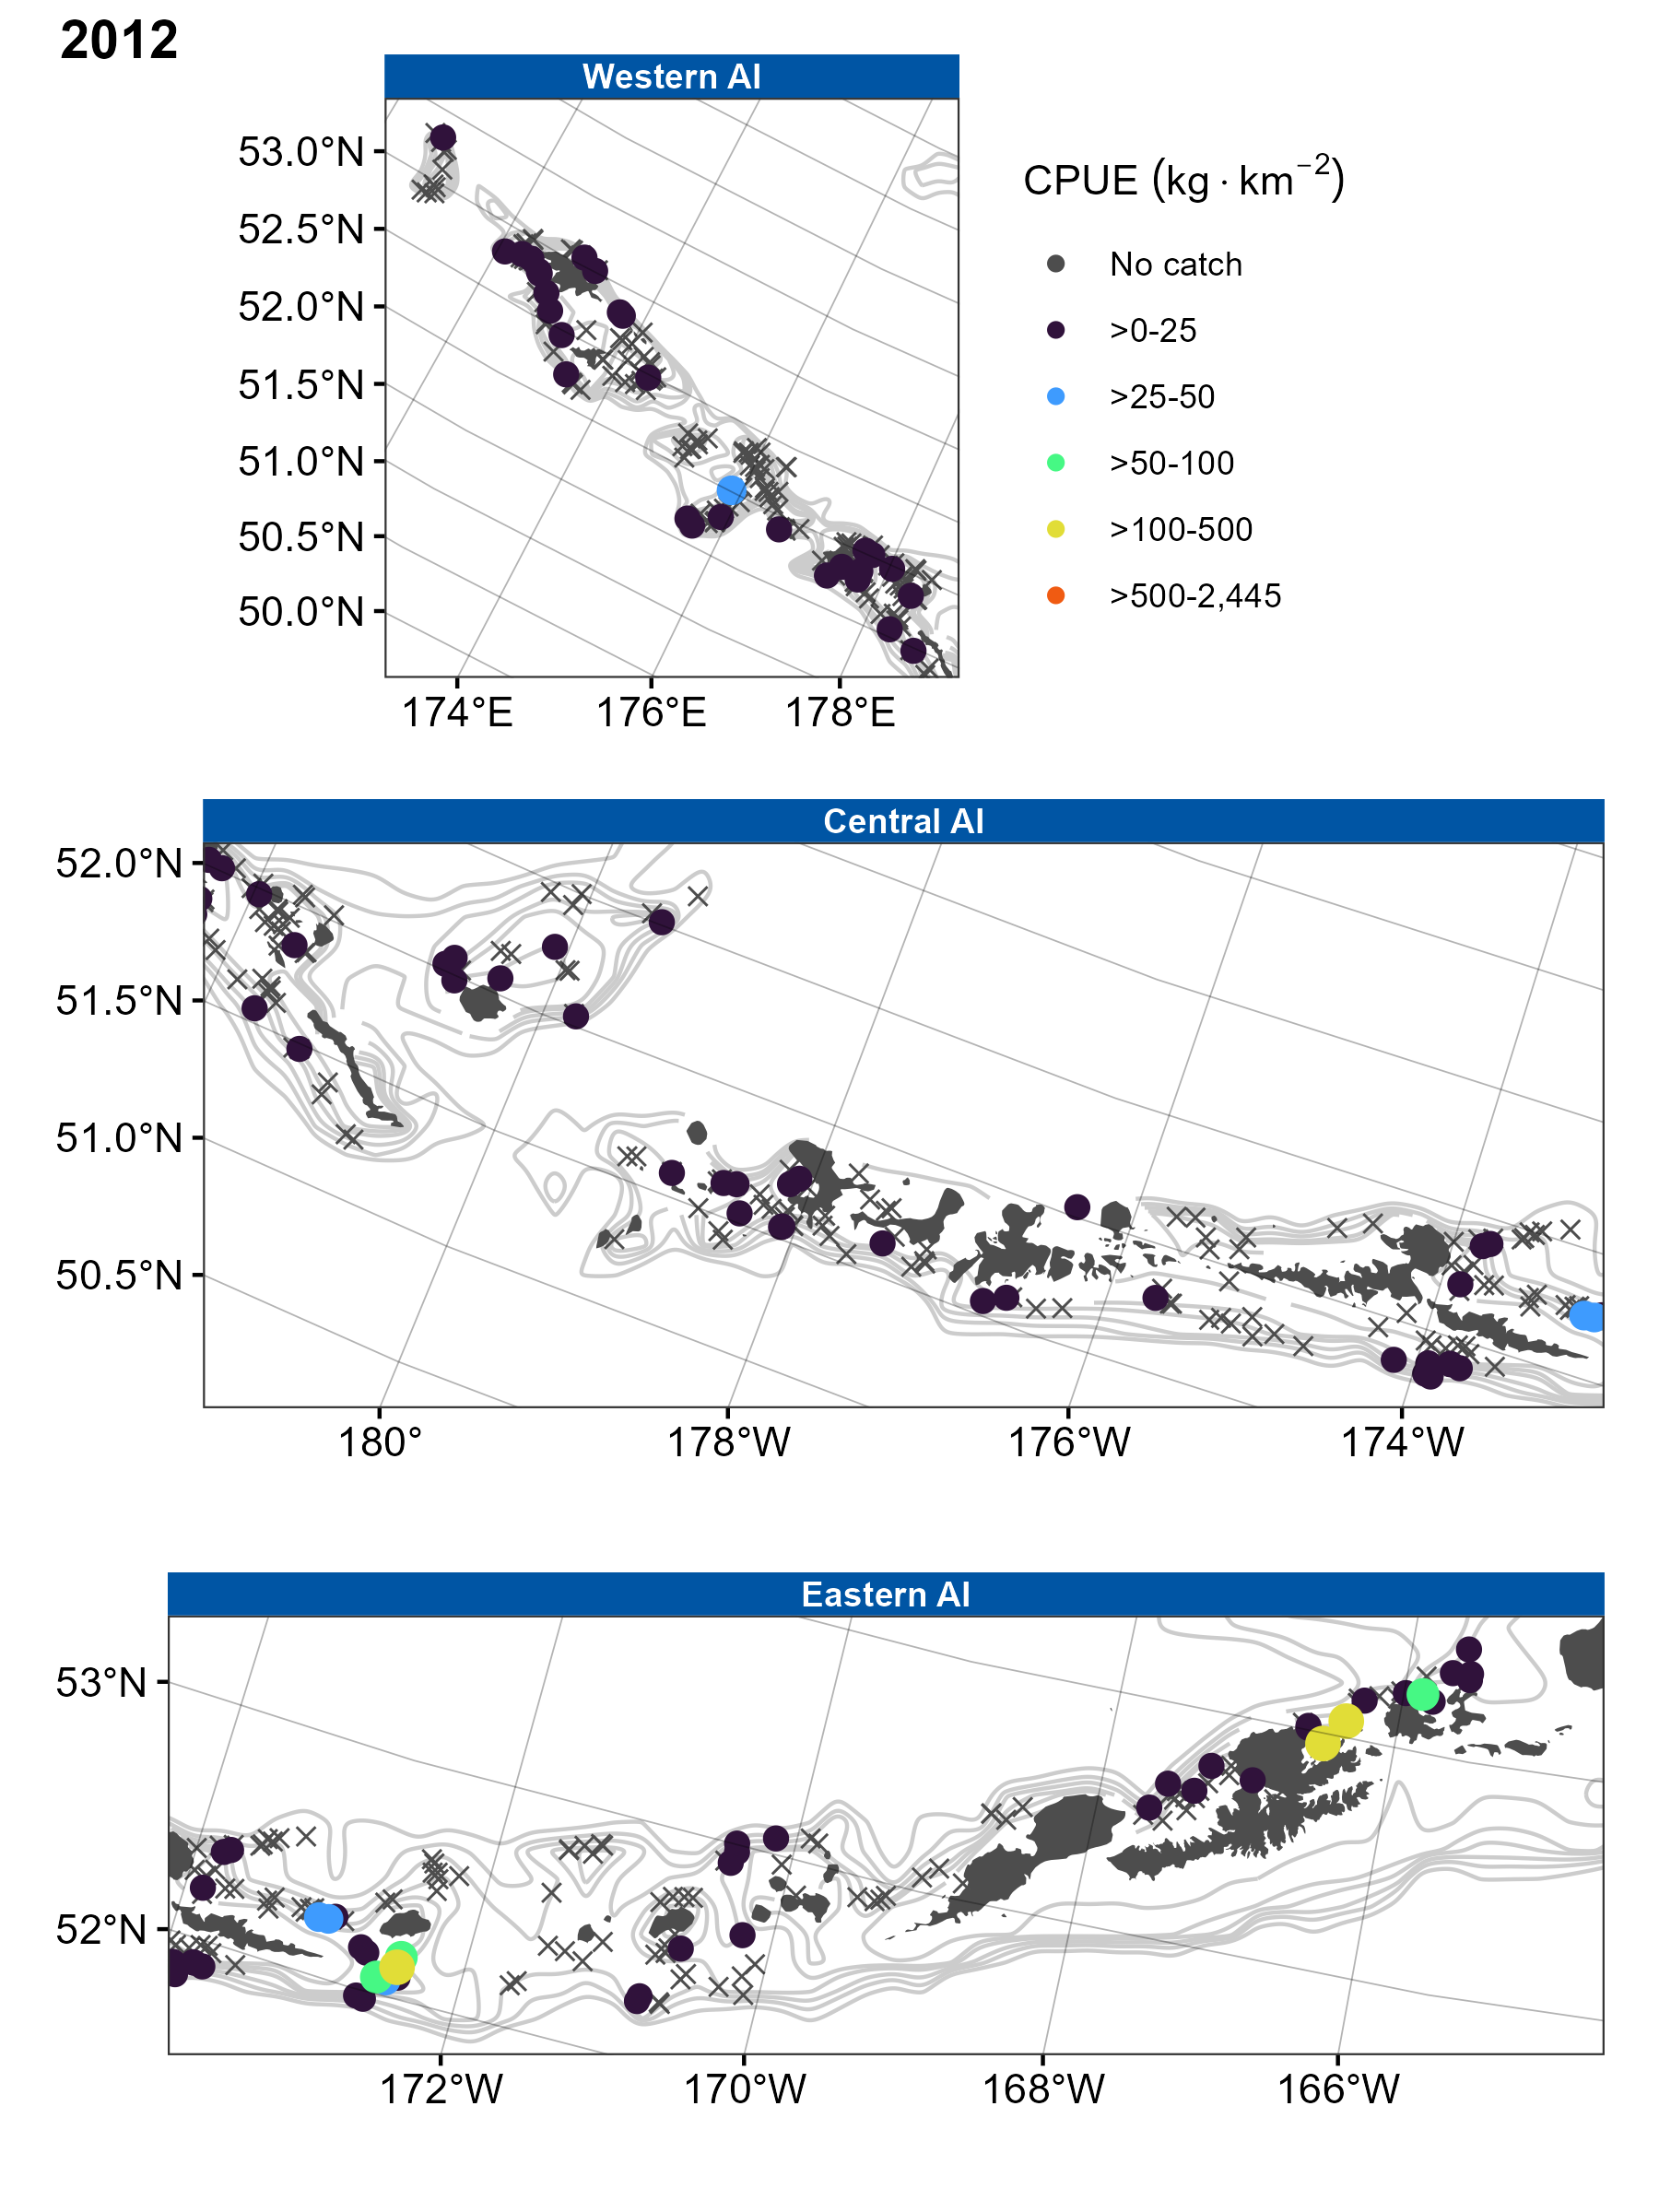 2012
Western AI
53.0°N
52.5°N
52.0°N
51.5°N
51.0°N
50.5°N
50.0°N
174°E 176°E 178°E
CPUE (kg · km⁻²)
No catch
>0-25
>25-50
>50-100
>100-500
>500-2,445
Central AI
52.0°N
51.5°N
51.0°N
50.5°N
180° 178°W 176°W 174°W
Eastern AI
53°N
52°N
172°W 170°W 168°W 166°W